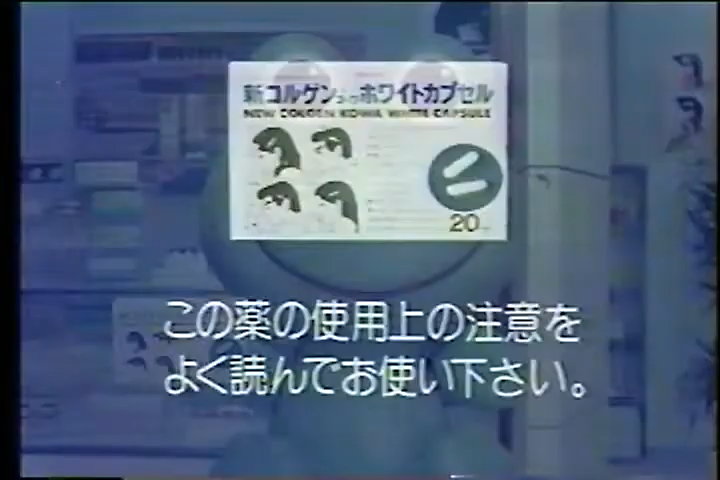 新コルゲンコーワホワイトカプセル
NEW COLGEN KOWA WHITE CAPSULE
20
この薬の使用上の注意を
よく読んでお使い下さい。